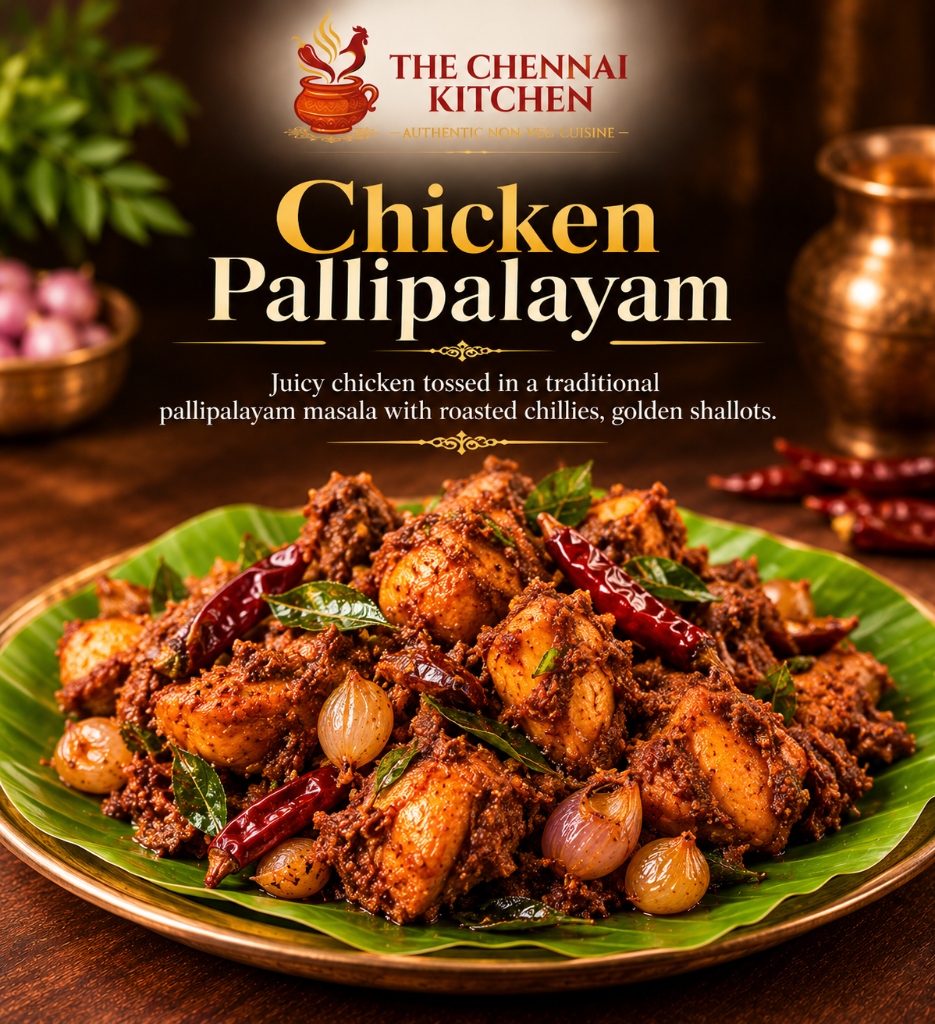 THE CHENNAI
KITCHEN
– AUTHENTIC NON-VEG CUISINE –
Chicken
Pallipalayam
Juicy chicken tossed in a traditional
pallipalayam masala with roasted chillies, golden shallots.